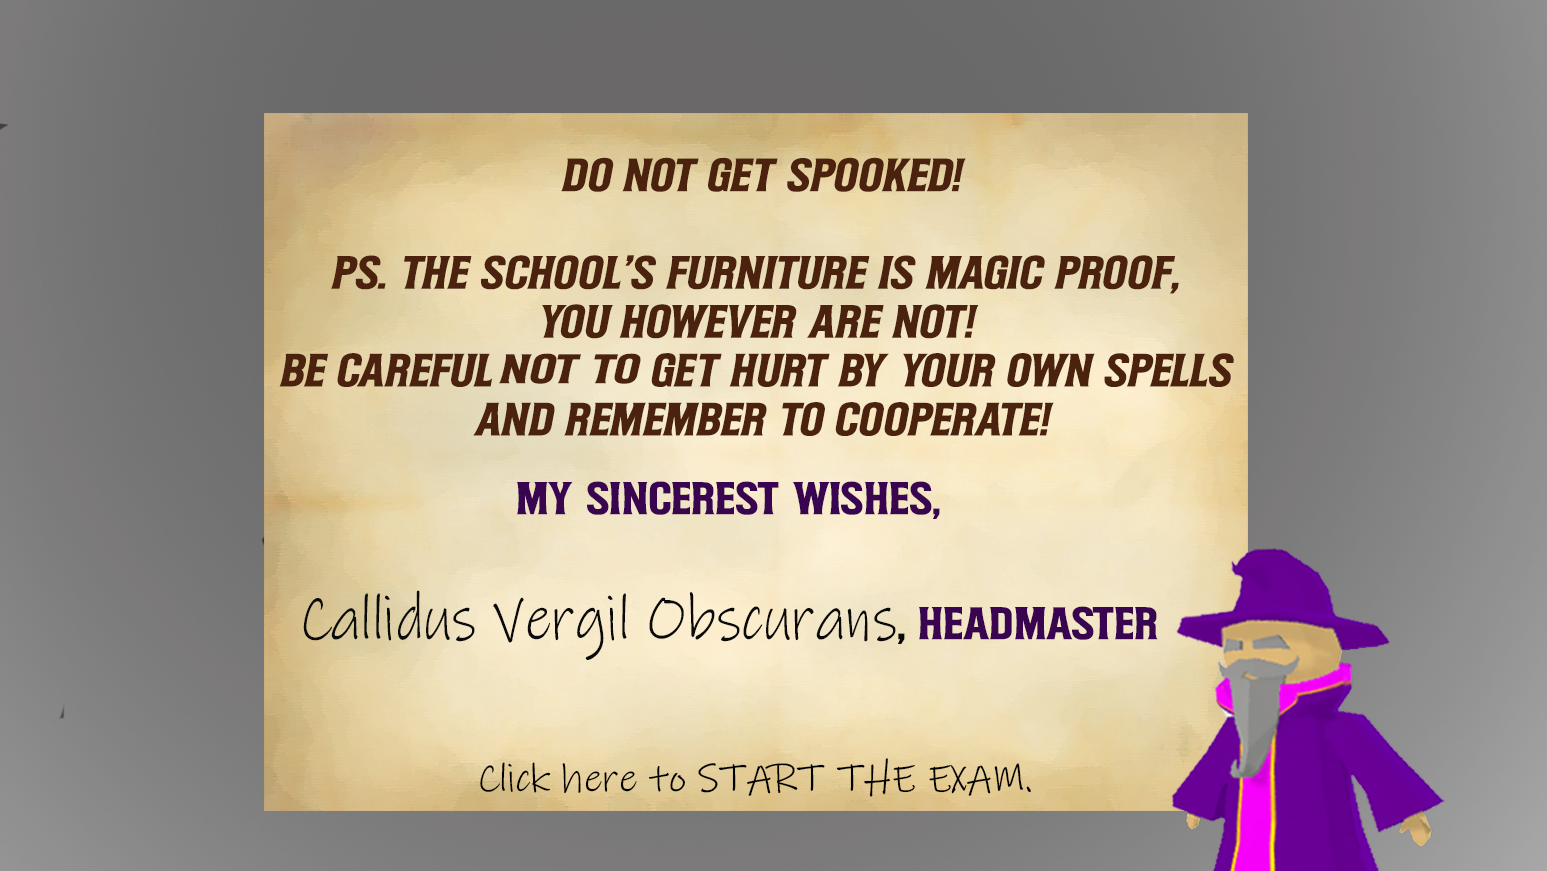 DO NOT GET SPOOKED!
PS. THE SCHOOL'S FURNITURE IS MAGIC PROOF,
YOU HOWEVER ARE NOT!
BE CAREFUL NOT TO GET HURT BY YOUR OWN SPELLS
AND REMEMBER TO COOPERATE!
MY SINCEREST WISHES,
Callidus Vergil Obscurans, HEADMASTER
Click here to START THE EXAM.